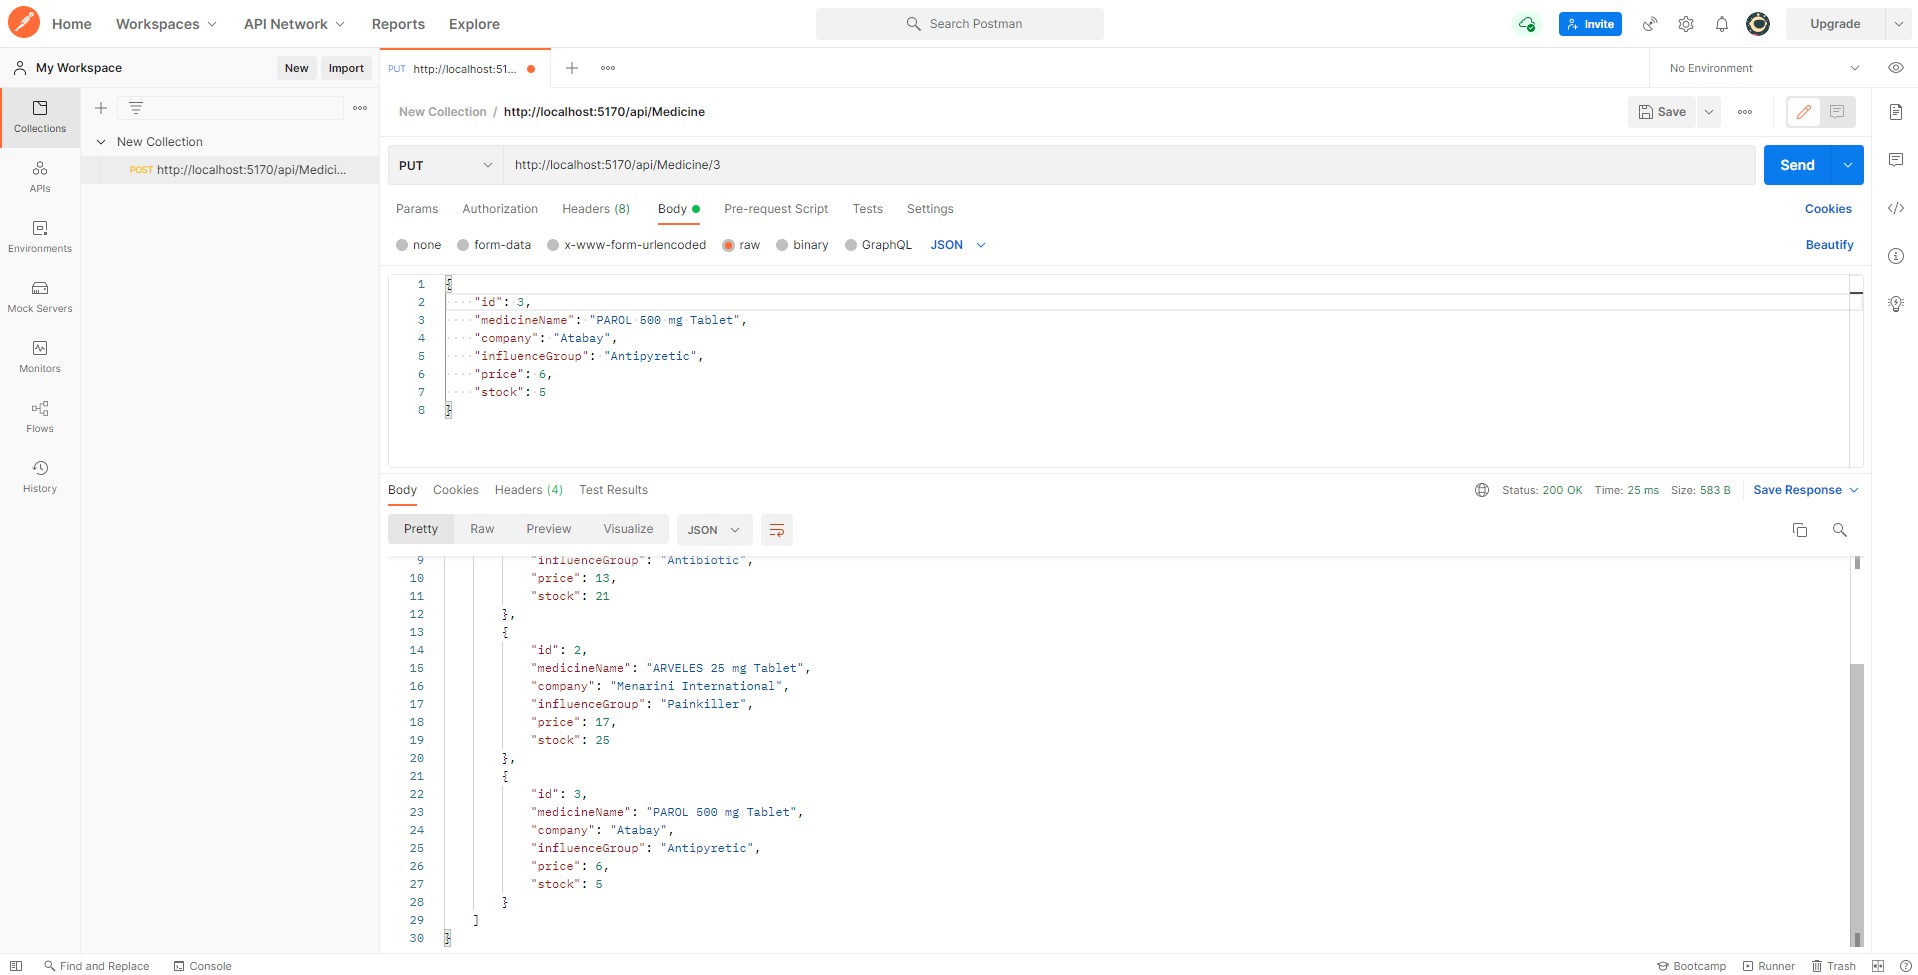 Home Workspaces API Network Reports Explore Search Postman Invite Upgrade
My Workspace New Import PUT http://localhost:51... No Environment
Collections
APIs
Environments
Mock Servers
Monitors
Flows
History
New Collection
POST http://localhost:5170/api/Medici...
New Collection / http://localhost:5170/api/Medicine Save
PUT http://localhost:5170/api/Medicine/3 Send
Params Authorization Headers (8) Body Pre-request Script Tests Settings Cookies
none form-data x-www-form-urlencoded raw binary GraphQL JSON Beautify
1 {
2 "id": 3,
3 "medicineName": "PAROL 500 mg Tablet",
4 "company": "Atabay",
5 "influenceGroup": "Antipyretic",
6 "price": 6,
7 "stock": 5
8 }
Body Cookies Headers (4) Test Results Status: 200 OK Time: 25 ms Size: 583 B Save Response
Pretty Raw Preview Visualize JSON
9 "influenceGroup": "Antibiotic",
10 "price": 13,
11 "stock": 21
12 },
13 {
14 "id": 2,
15 "medicineName": "ARVELES 25 mg Tablet",
16 "company": "Menarini International",
17 "influenceGroup": "Painkiller",
18 "price": 17,
19 "stock": 25
20 },
21 {
22 "id": 3,
23 "medicineName": "PAROL 500 mg Tablet",
24 "company": "Atabay",
25 "influenceGroup": "Antipyretic",
26 "price": 6,
27 "stock": 5
28 }
29 ]
30 }
Find and Replace Console Bootcamp Runner Trash